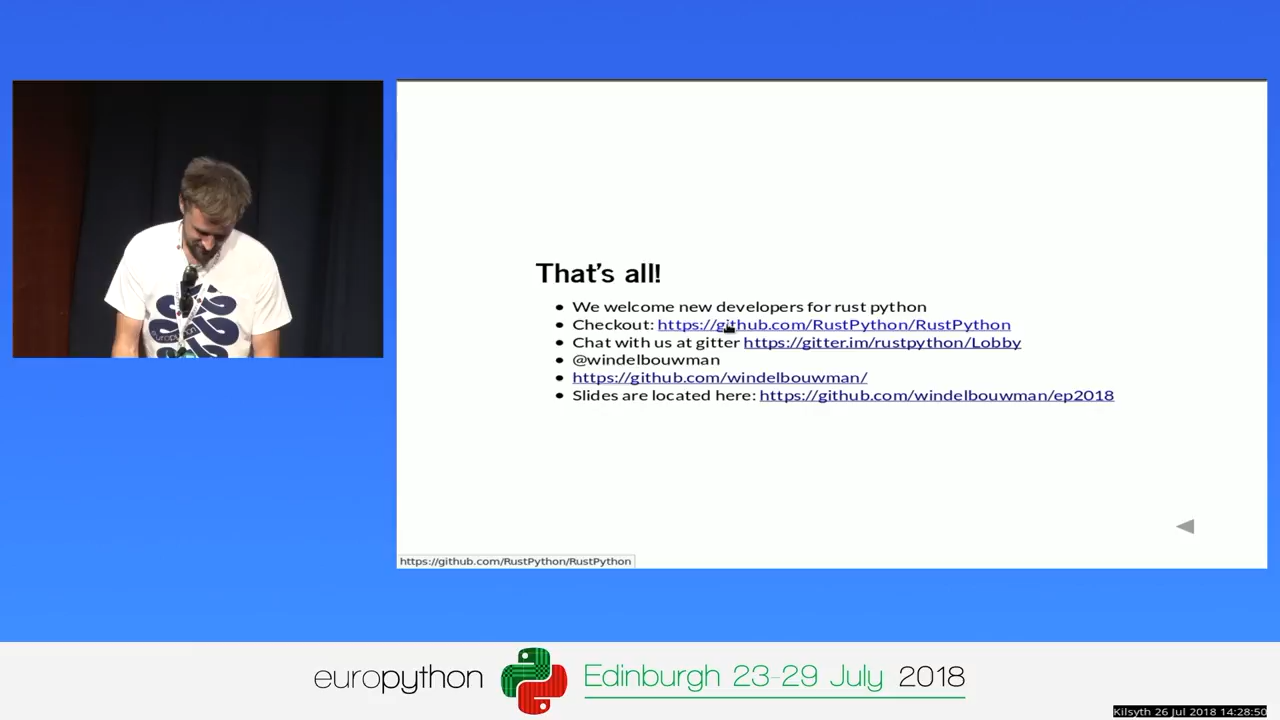 That's all!
We welcome new developers for rust python
Checkout: https://github.com/RustPython/RustPython
Chat with us at gitter https://gitter.im/rustpython/Lobby
@windelbouwman
https://github.com/windelbouwman/
Slides are located here: https://github.com/windelbouwman/ep2018
https://github.com/RustPython/RustPython
europython Edinburgh 23-29 July 2018
Kilsyth 26 Jul 2018 14:28:50